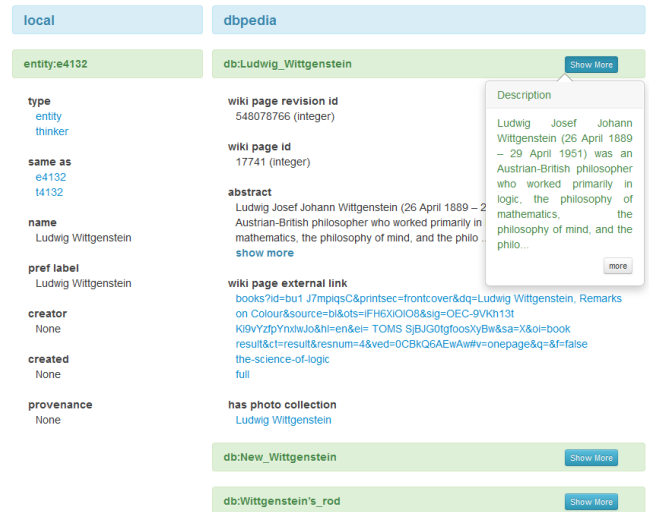 local
dbpedia
entity:e4132
type
entity
thinker
same as
e4132
t4132
name
Ludwig Wittgenstein
pref label
Ludwig Wittgenstein
creator
None
created
None
provenance
None
db:Ludwig_Wittgenstein
Show More
wiki page revision id
548078766 (integer)
wiki page id
17741 (integer)
abstract
Ludwig Josef Johann Wittgenstein (26 April 1889 – 2
Austrian-British philosopher who worked primarily in
mathematics, the philosophy of mind, and the philo ..
show more
wiki page external link
books?id=bu1 J7mpiqsC&printsec=frontcover&dq=Ludwig Wittgenstein, Remarks
on Colour&source=bl&ots=iFH6XiOlO8&sig=OEC-9VKh13t
Ki9vYzfpYnxlwJo&hl=en&ei= TOMS SjBJG0tgfoosXyBw&sa=X&oi=book
result&ct=result&resnum=4&ved=0CBkQ6AEwAw#v=onepage&q=&f=false
the-science-of-logic
full
has photo collection
Ludwig Wittgenstein
Description
Ludwig Josef Johann
Wittgenstein (26 April 1889
– 29 April 1951) was an
Austrian-British philosopher
who worked primarily in
logic, the philosophy of
mathematics, the
philosophy of mind, and the
philo...
more
db:New_Wittgenstein
Show More
db:Wittgenstein's_rod
Show More